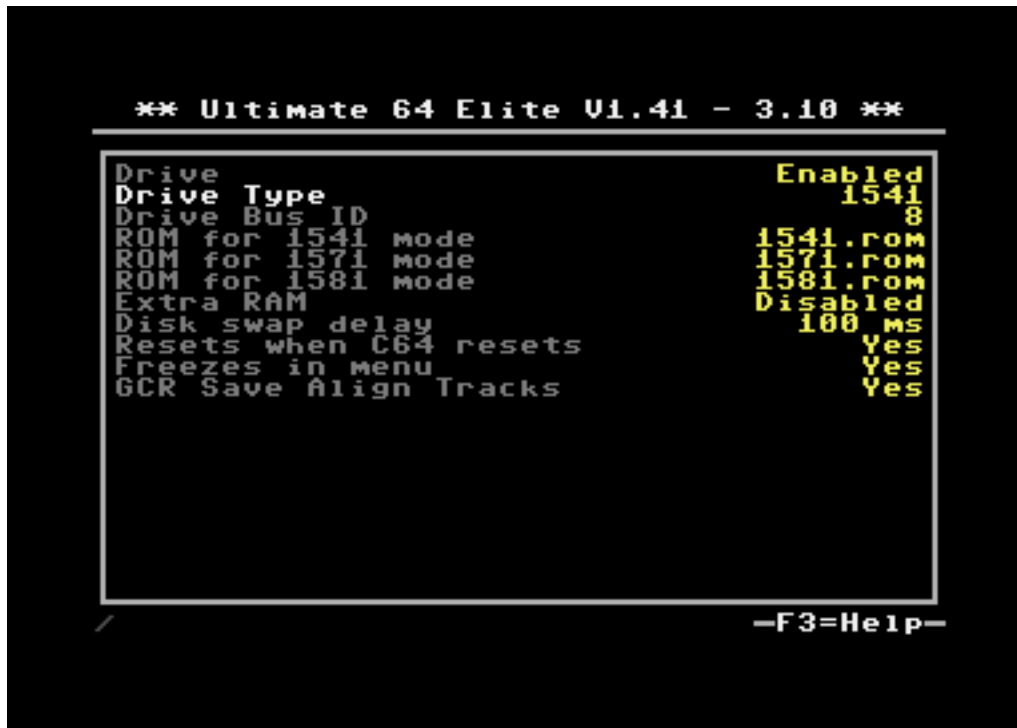 ** Ultimate 64 Elite V1.41 - 3.10 **
Drive Enabled
Drive Type 1541
Drive Bus ID 8
ROM for 1541 mode 1541.rom
ROM for 1571 mode 1571.rom
ROM for 1581 mode 1581.rom
Extra RAM Disabled
Disk swap delay 100 ms
Resets when C64 resets Yes
Freezes in menu Yes
GCR Save Align Tracks Yes
/ —F3=Help—